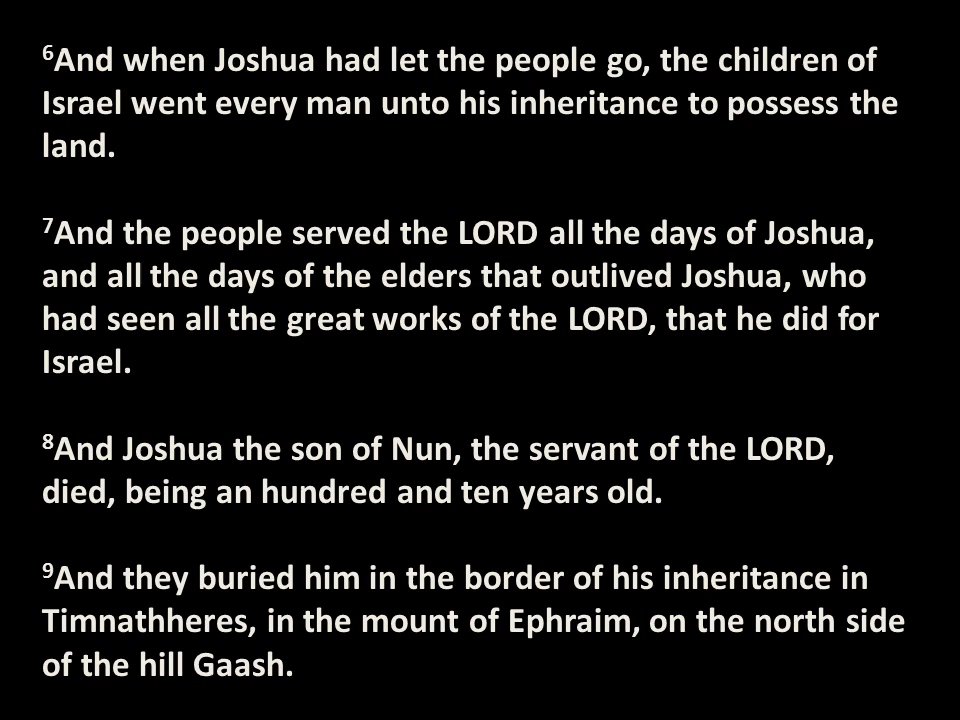 6And when Joshua had let the people go, the children of
Israel went every man unto his inheritance to possess the
land.
7And the people served the LORD all the days of Joshua,
and all the days of the elders that outlived Joshua, who
had seen all the great works of the LORD, that he did for
Israel.
8And Joshua the son of Nun, the servant of the LORD,
died, being an hundred and ten years old.
9And they buried him in the border of his inheritance in
Timnathheres, in the mount of Ephraim, on the north side
of the hill Gaash.